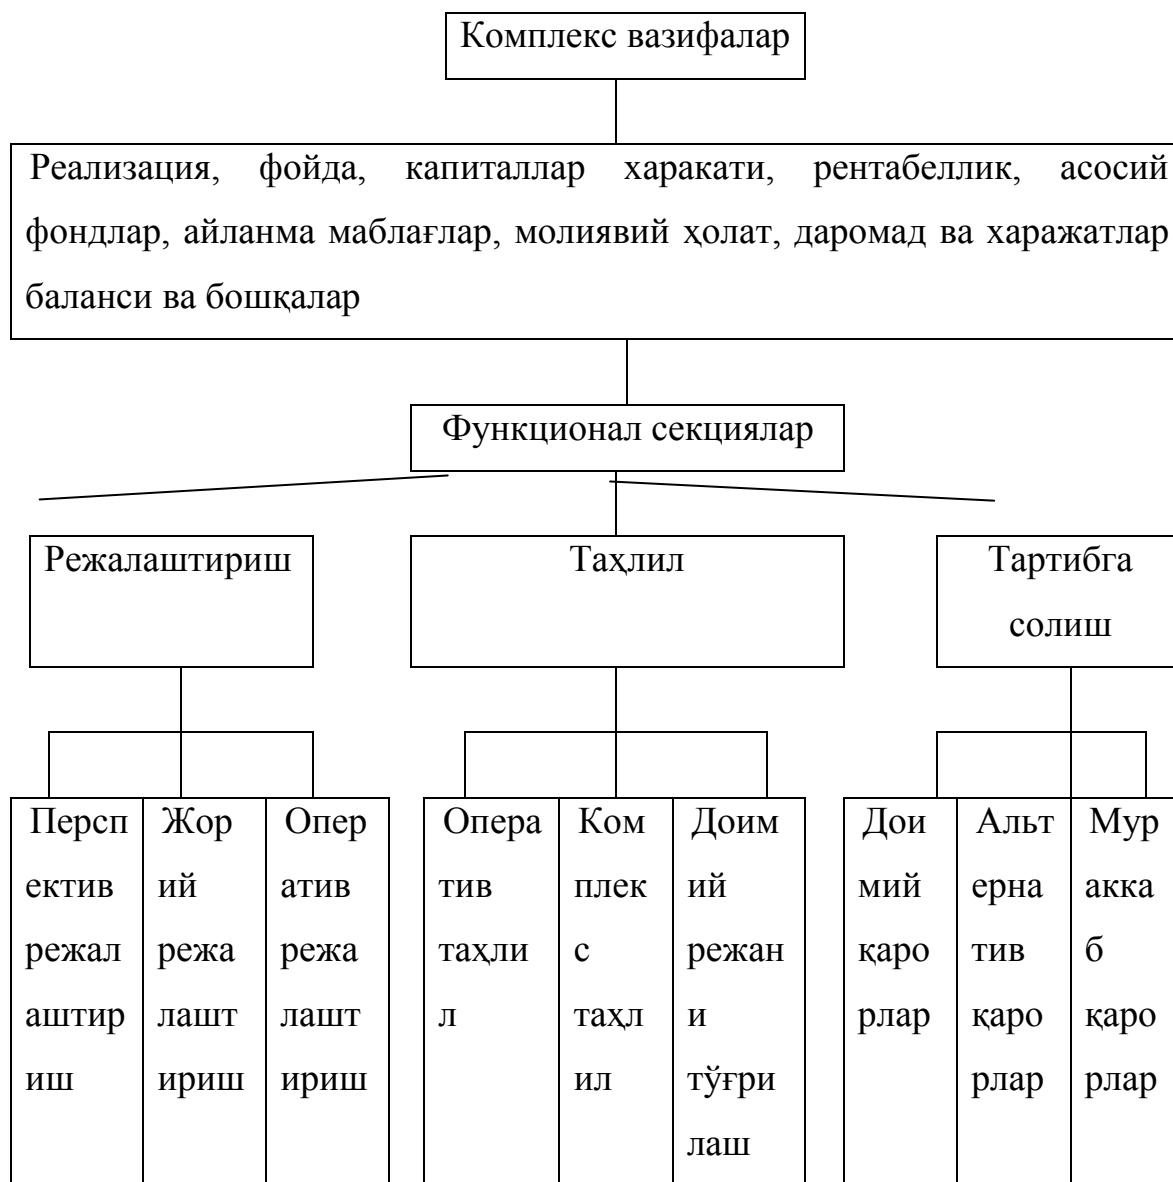 Комплекс вазифалар
Реализация, фойда, капиталлар харакати, рентабеллик, асосий
фондлар, айланма маблағлар, молиявий ҳолат, даромад ва харажатлар
баланси ва бошқалар
Функционал секциялар
Режалаштириш
Таҳлил
Тартибга
солиш
Персп
ектив
режал
аштир
иш
Жор
ий
режа
лашт
ириш
Опер
атив
режа
лашт
ириш
Опера
тив
таҳли
л
Ком
плек
с
таҳл
ил
Доим
ий
режан
и
тўғри
лаш
Дои
мий
қаро
рлар
Альт
ерна
тив
қаро
рлар
Мур
акка
б
қаро
рлар